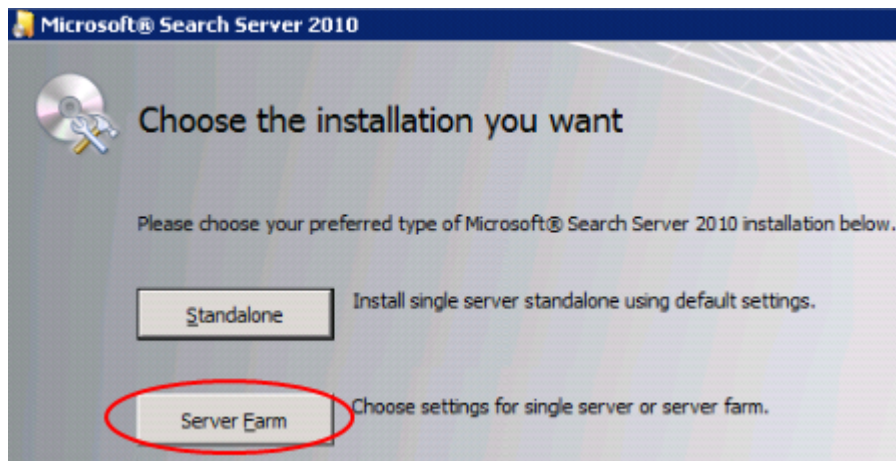 Microsoft® Search Server 2010
Choose the installation you want
Please choose your preferred type of Microsoft® Search Server 2010 installation below.
Standalone
Install single server standalone using default settings.
Server Farm
Choose settings for single server or server farm.